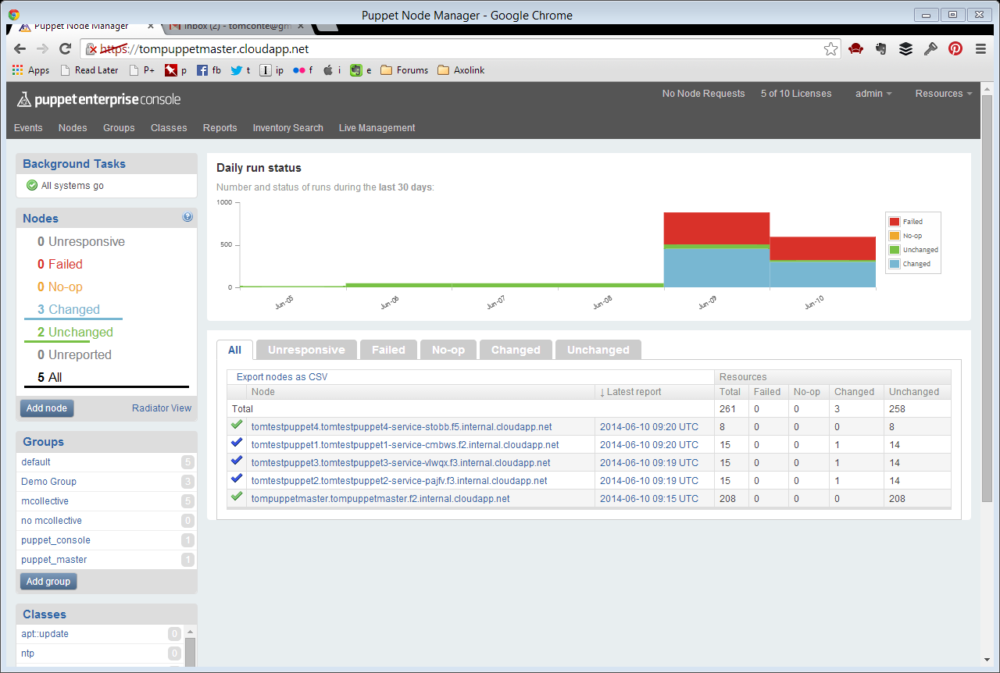 Puppet Node Manager - Google Chrome
Puppet Node Manager
Inbox (2) - tomconte@gm
https://tompuppetmaster.cloudapp.net
Apps Read Later P+ p fb t ip f i e Forums Axolink
puppet enterprise console
No Node Requests 5 of 10 Licenses admin Resources
Events Nodes Groups Classes Reports Inventory Search Live Management
Background Tasks
All systems go
Nodes
0 Unresponsive
0 Failed
0 No-op
3 Changed
2 Unchanged
0 Unreported
5 All
Add node Radiator View
Groups
default 5
Demo Group 3
mcollective 5
no mcollective 0
puppet_console 1
puppet_master 1
Add group
Classes
apt::update 0
ntp 0
Daily run status
Number and status of runs during the last 30 days:
1000
500
0
Jun-05 Jun-06 Jun-07 Jun-08 Jun-09 Jun-10
Failed
No-op
Unchanged
Changed
All Unresponsive Failed No-op Changed Unchanged
Export nodes as CSV Resources
Node ↓ Latest report Total Failed No-op Changed Unchanged
Total 261 0 0 3 258
tomtestpuppet4.tomtestpuppet4-service-stobb.f5.internal.cloudapp.net 2014-06-10 09:20 UTC 8 0 0 0 8
tomtestpuppet1.tomtestpuppet1-service-cmbws.f2.internal.cloudapp.net 2014-06-10 09:20 UTC 15 0 0 1 14
tomtestpuppet3.tomtestpuppet3-service-vlwqx.f3.internal.cloudapp.net 2014-06-10 09:19 UTC 15 0 0 1 14
tomtestpuppet2.tomtestpuppet2-service-pajfv.f3.internal.cloudapp.net 2014-06-10 09:19 UTC 15 0 0 1 14
tompuppetmaster.tompuppetmaster.f2.internal.cloudapp.net 2014-06-10 09:15 UTC 208 0 0 0 208